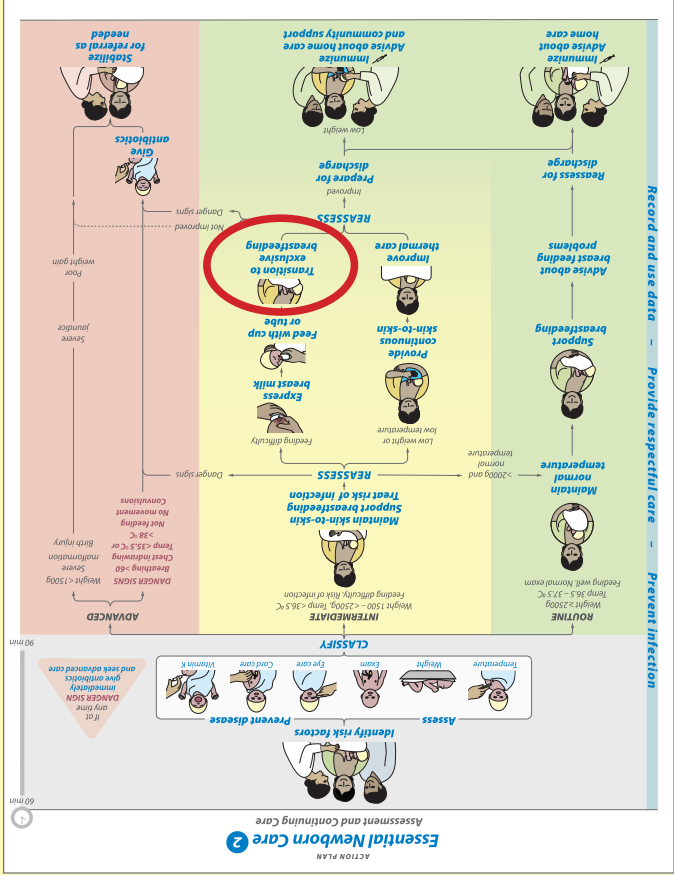 ACTION PLAN
Essential Newborn Care 2
Assessment and Continuing Care
60 min
Identify risk factors
Assess
Prevent disease
Temperature
Weight
Exam
Eye care
Cord care
Vitamin K
If at
any time
DANGER SIGN
immediately
give antibiotics
and seek advanced care
90 min
CLASSIFY
ROUTINE
Weight ≥2500g
Temp 36.5 – 37.5 ºC
Feeding well. Normal exam
Maintain
normal
temperature
Support
breastfeeding
Advise about
breast feeding
problems
Reassess for
discharge
Immunize
Advise about
home care
INTERMEDIATE
Weight 1500 – <2500g, Temp <36.5
Feeding difficulty. Risk of infection
Maintain skin-to-skin
Support breastfeeding
Treat risk of infection
REASSESS
>2000g and
normal
temperature
Danger signs
Low weight or
low temperature
Provide
continuous
skin-to-skin
Improve
thermal care
Feeding difficulty
Express
breast milk
Feed with cup
or tube
Transition to
exclusive
breastfeeding
REASSESS
Not improved
Danger signs
Improved
Prepare for
discharge
Low weight
Immunize
Advise about home care
and community support
ADVANCED
DANGER SIGNS
Breathing >60
Chest indrawing
Temp <35.5 ºC or
>38ºC
Not feeding
No movement
Convulsions
Weight <1500g
Severe
malformation
Birth injury
Severe
jaundice
Poor
weight gain
Give
antibiotics
Stabilize
for referral as
needed
Prevent infection – Provide respectful care – Record and use data